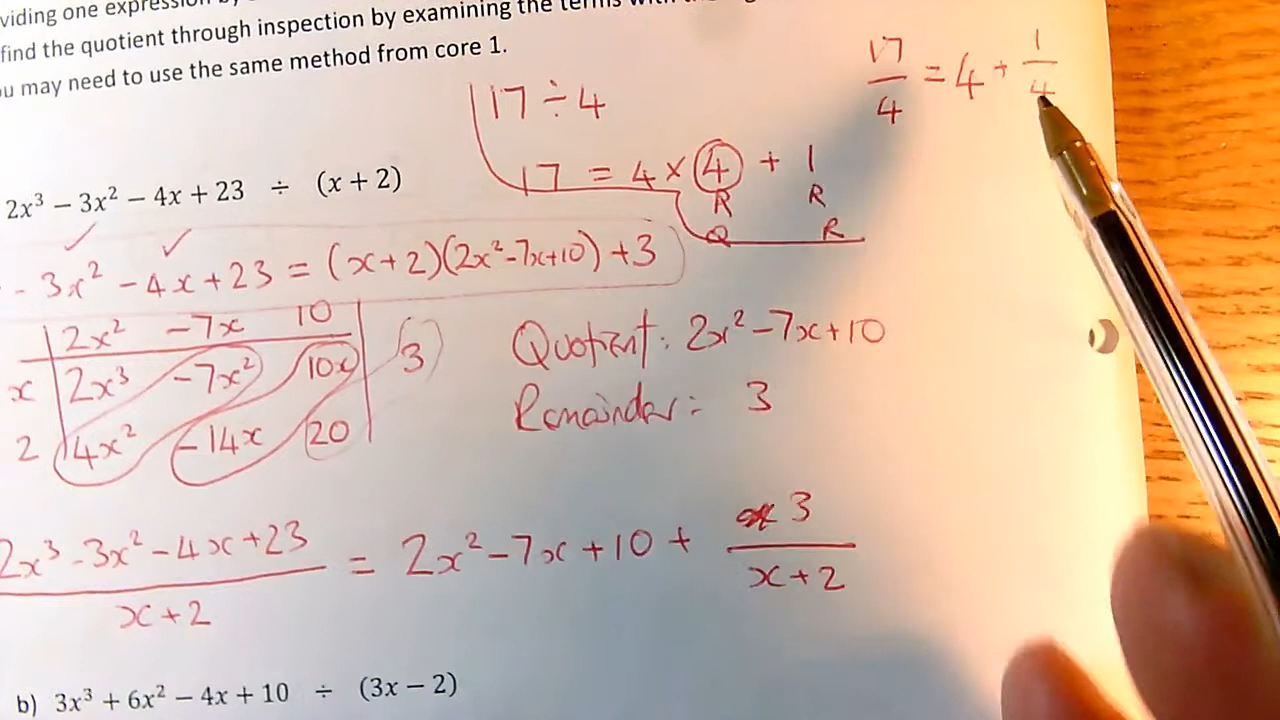 viding one expression
find the quotient through inspection by examining the terms
ou may need to use the same method from core 1.
17 ÷ 4
17/4 = 4 + 1/4
17 = 4 × 4 + 1
R R
Q R
2x³ − 3x² − 4x + 23 ÷ (x + 2)
- 3x² - 4x + 23 = (x+2)(2x²-7x+10) + 3
2x² -7x 10
x 2x³ -7x² 10x 3
2 4x² -14x 20
Quotient: 2x²-7x+10
Remainder: 3
2x³ -3x² -4x+23 / x+2 = 2x²-7x+10 + 3 / x+2
b) 3x³ + 6x² − 4x + 10 ÷ (3x − 2)